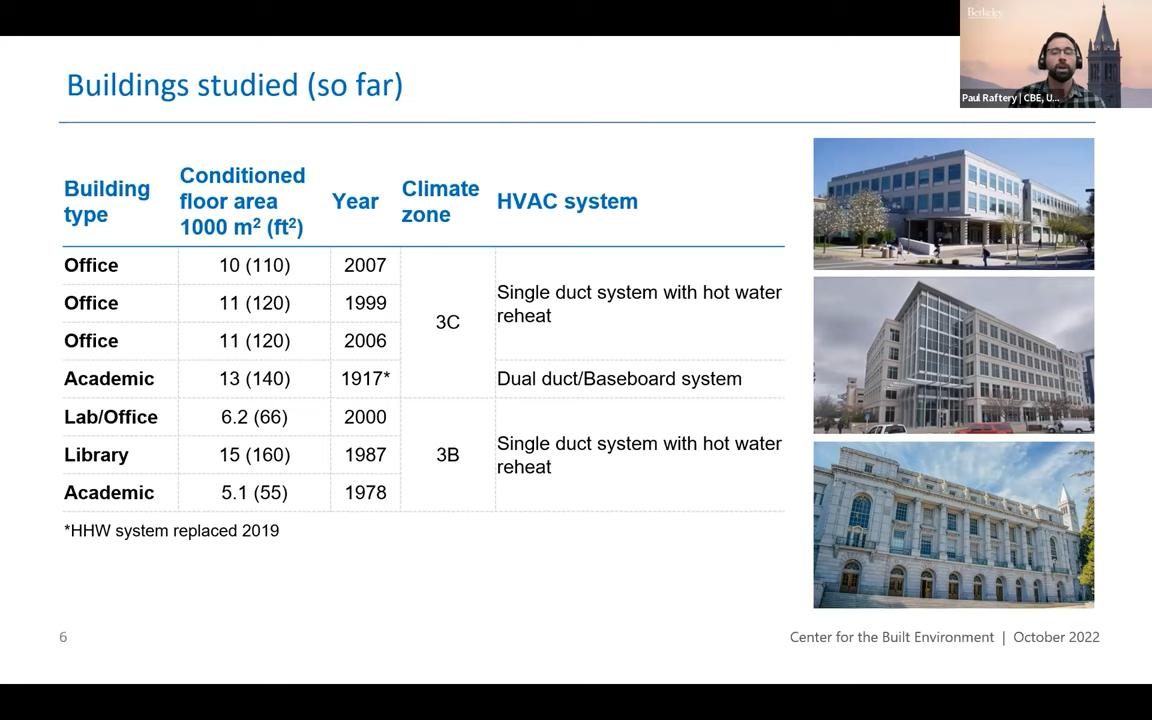 Berkeley
Paul Raftery | CBE, U...
Buildings studied (so far)
Building type
Conditioned floor area 1000 m² (ft²)
Year
Climate zone
HVAC system
Office 10 (110) 2007
Office 11 (120) 1999
Office 11 (120) 2006
3C
Single duct system with hot water
reheat
Academic 13 (140) 1917* Dual duct/Baseboard system
Lab/Office 6.2 (66) 2000
Library 15 (160) 1987
Academic 5.1 (55) 1978
3B
Single duct system with hot water
reheat
*HHW system replaced 2019
6
Center for the Built Environment | October 2022